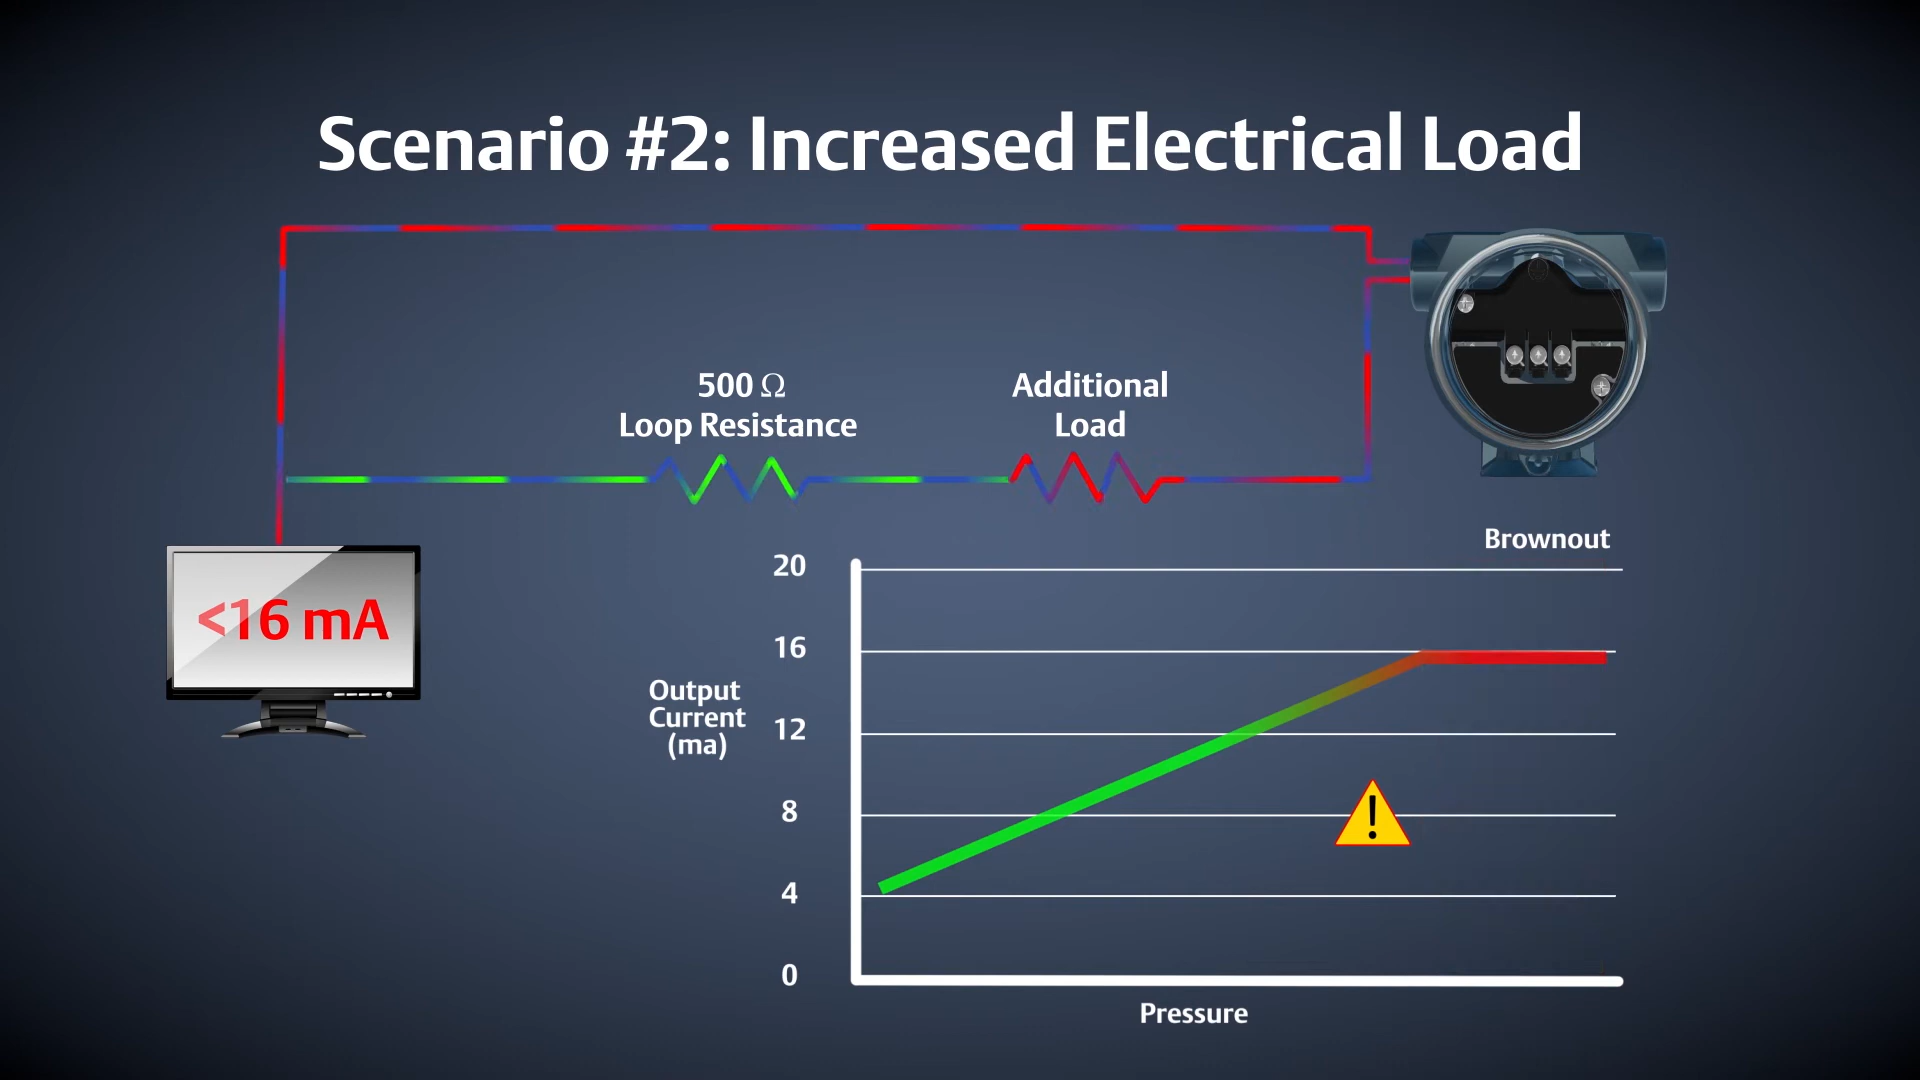 Scenario #2: Increased Electrical Load
500 Ω
Loop Resistance
Additional
Load
<16 mA
Brownout
20
16
12
8
4
0
Output
Current
(ma)
!
Pressure